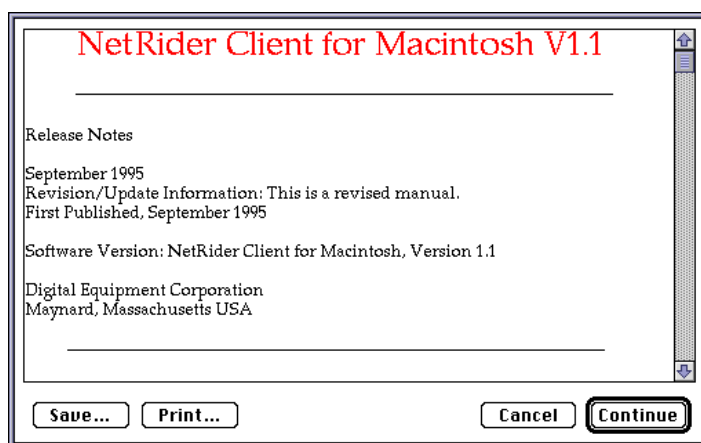 NetRider Client for Macintosh V1.1
Release Notes
September 1995
Revision/Update Information: This is a revised manual.
First Published, September 1995
Software Version: NetRider Client for Macintosh, Version 1.1
Digital Equipment Corporation
Maynard, Massachusetts USA
Save... Print... Cancel Continue